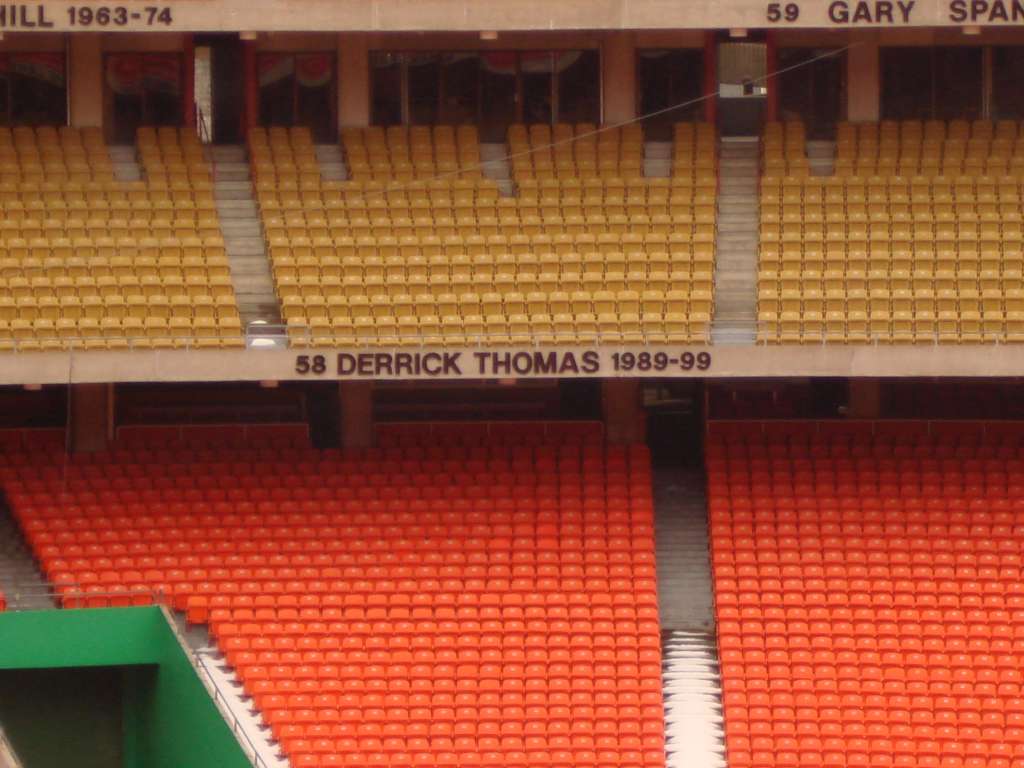 HILL 1963-74
59 GARY SPAN
58 DERRICK THOMAS 1989-99